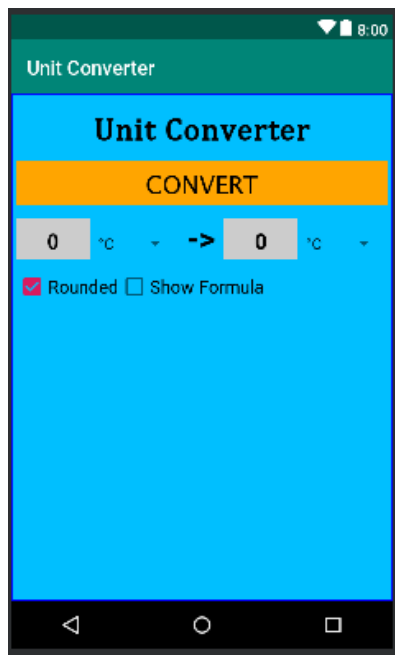 8:00
Unit Converter
Unit Converter
CONVERT
0 °C -> 0 °C
Rounded Show Formula